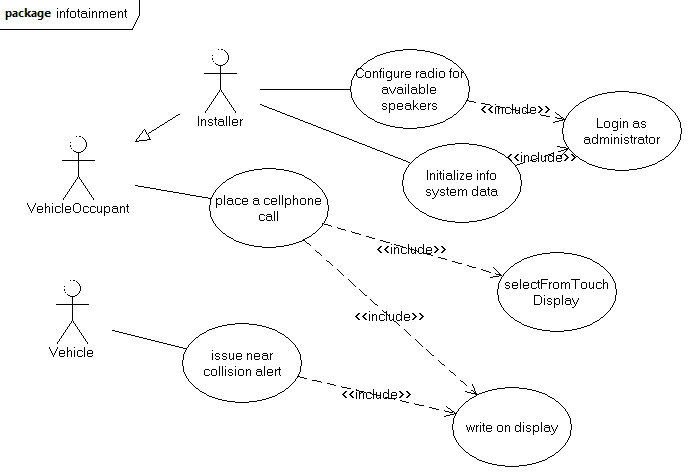 package infotainment
Configure radio for
available
speakers
Installer
<<include>>
Login as
administrator
<<include>>
Initialize info
system data
VehicleOccupant
place a cellphone
call
<<include>>
selectFromTouch
Display
<<include>>
Vehicle
issue near
collision alert
<<include>>
write on display